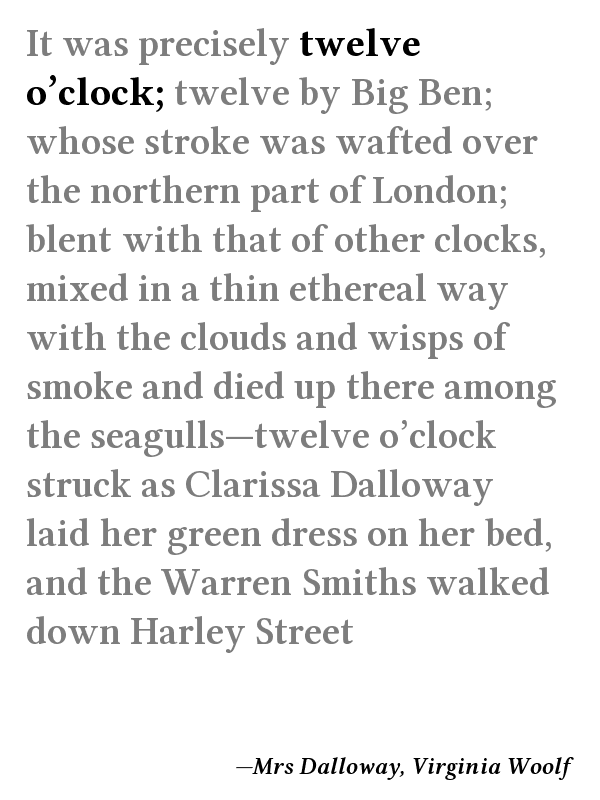 It was precisely twelve
o’clock; twelve by Big Ben;
whose stroke was wafted over
the northern part of London;
blent with that of other clocks,
mixed in a thin ethereal way
with the clouds and wisps of
smoke and died up there among
the seagulls—twelve o’clock
struck as Clarissa Dalloway
laid her green dress on her bed,
and the Warren Smiths walked
down Harley Street
—Mrs Dalloway, Virginia Woolf